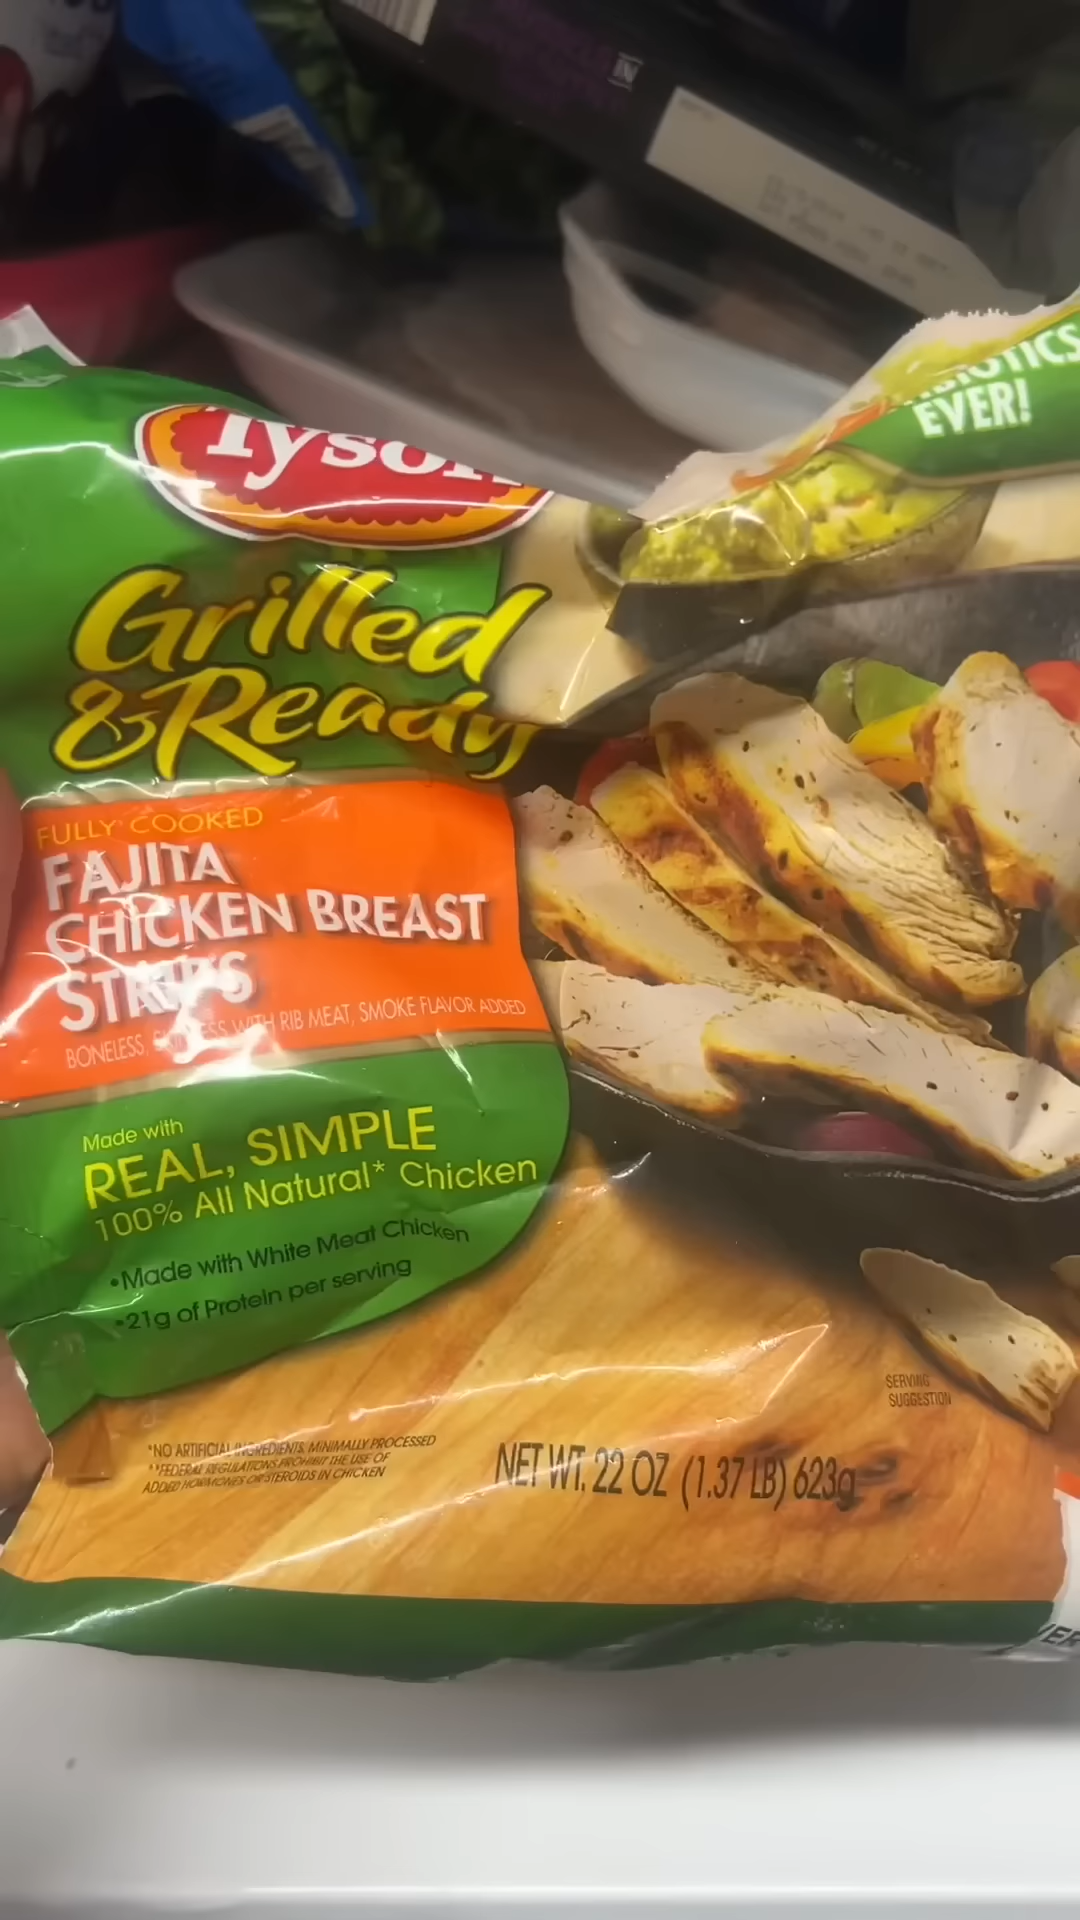 Tyson
EVER!
Grilled
&Ready
FULLY COOKED
FAJITA
CHICKEN BREAST
STRIPS
BONELESS, SKINLESS WITH RIB MEAT, SMOKE FLAVOR ADDED
Made with
REAL, SIMPLE
100% All Natural* Chicken
•Made with White Meat Chicken
•21g of Protein per serving
SERVING
SUGGESTION
*NO ARTIFICIAL INGREDIENTS, MINIMALLY PROCESSED
**FEDERAL REGULATIONS PROHIBIT THE USE OF
ADDED HORMONES OR STEROIDS IN CHICKEN
NET WT. 22 OZ (1.37 LB) 623g